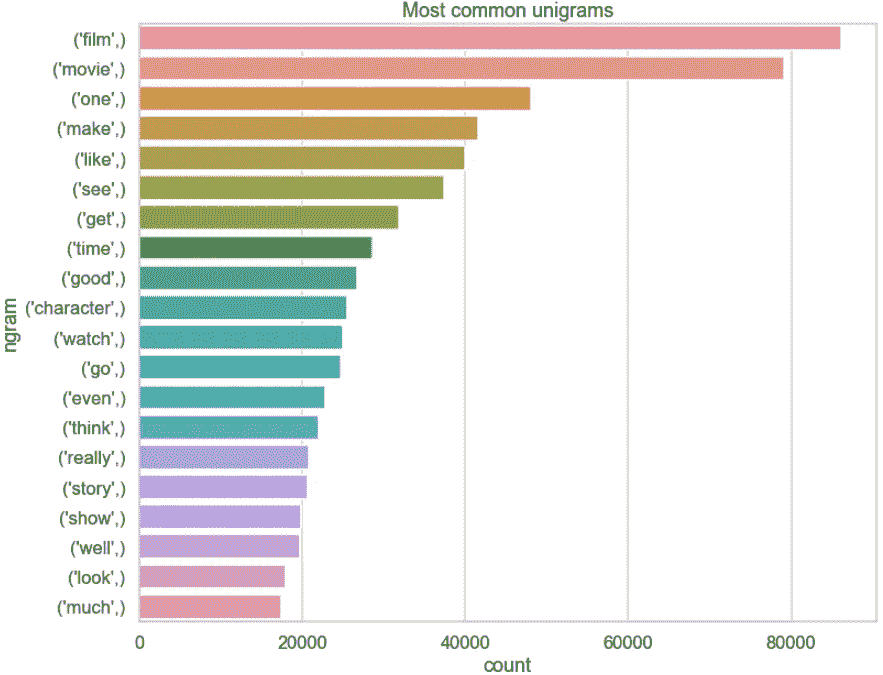 Most common unigrams
('film',)
('movie',)
('one',)
('make',)
('like',)
('see',)
('get',)
('time',)
('good',)
('character',)
('watch',)
('go',)
('even',)
('think',)
('really',)
('story',)
('show',)
('well',)
('look',)
('much',)
ngram
0 20000 40000 60000 80000
count